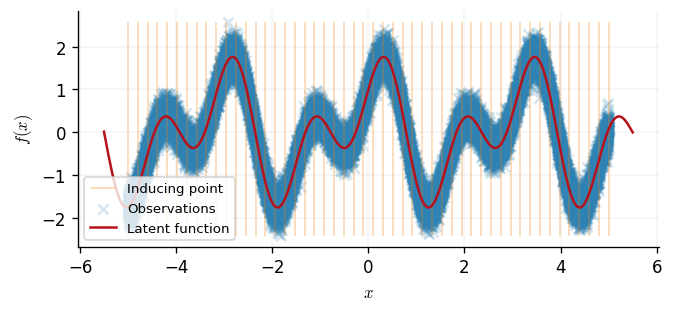 2
1
0
−1
−2
f(x)
Inducing point
Observations
Latent function
−6
−4
−2
0
2
4
6
x